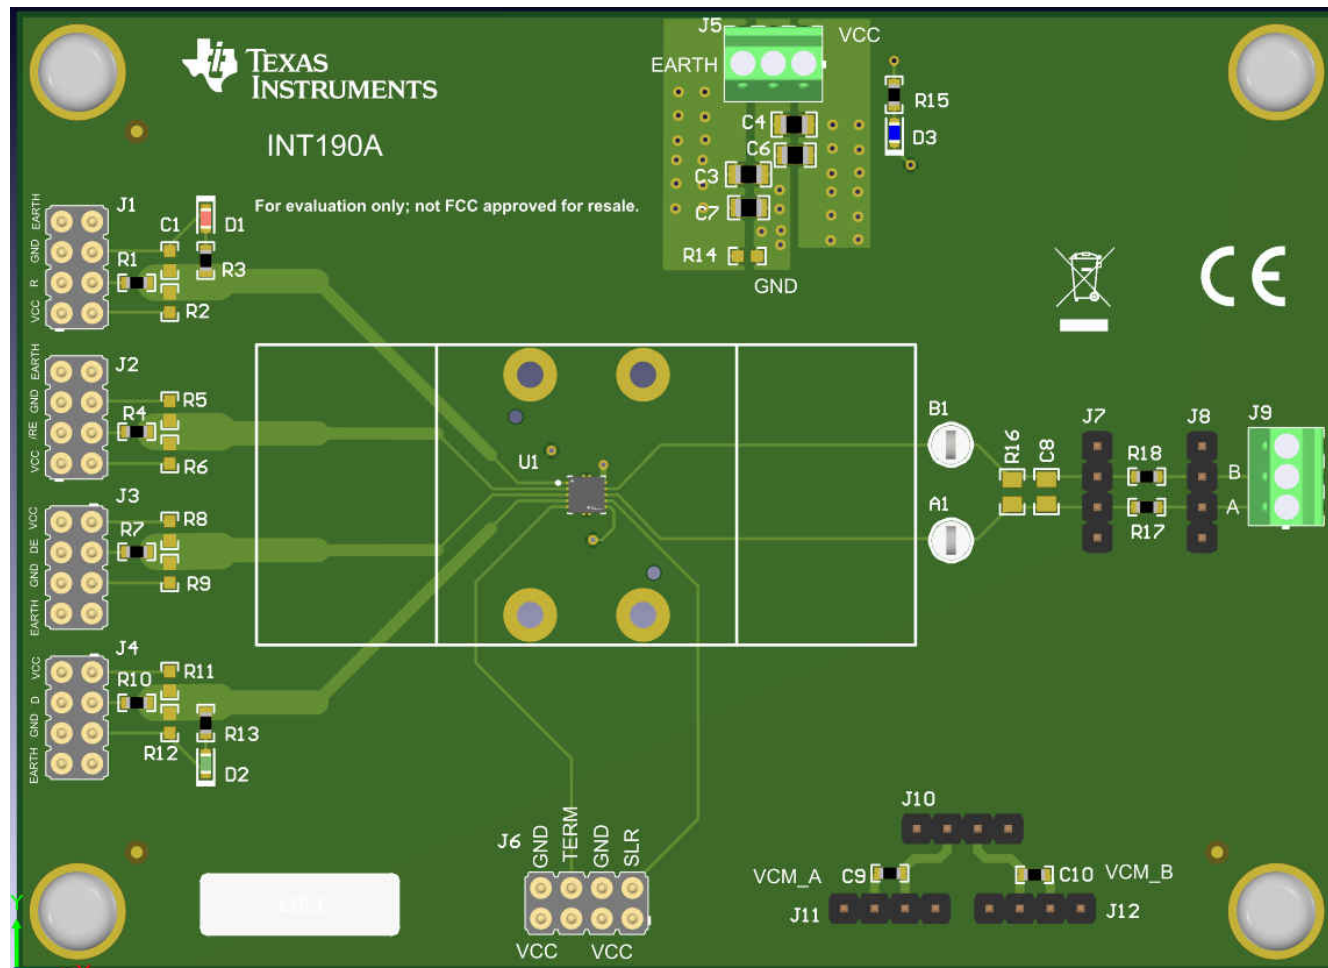 TEXAS
INSTRUMENTS
INT190A
For evaluation only; not FCC approved for resale.
J5
VCC
EARTH
R15
D3
C4
C6
C3
C7
R14
GND
CE
J1
EARTH
GND
R
VCC
C1
D1
R1
R3
R2
J2
EARTH
GND
/RE
VCC
R5
R4
R6
J3
VCC
DE
GND
EARTH
R8
R7
R9
J4
VCC
D
GND
EARTH
R11
R10
R12
R13
D2
U1
B1
A1
R16
C8
J7
R18
R17
J8
J9
B
A
J6
GND
TERM
GND
SLR
VCC
VCC
J10
VCM_A
C9
C10
VCM_B
J11
J12
Y